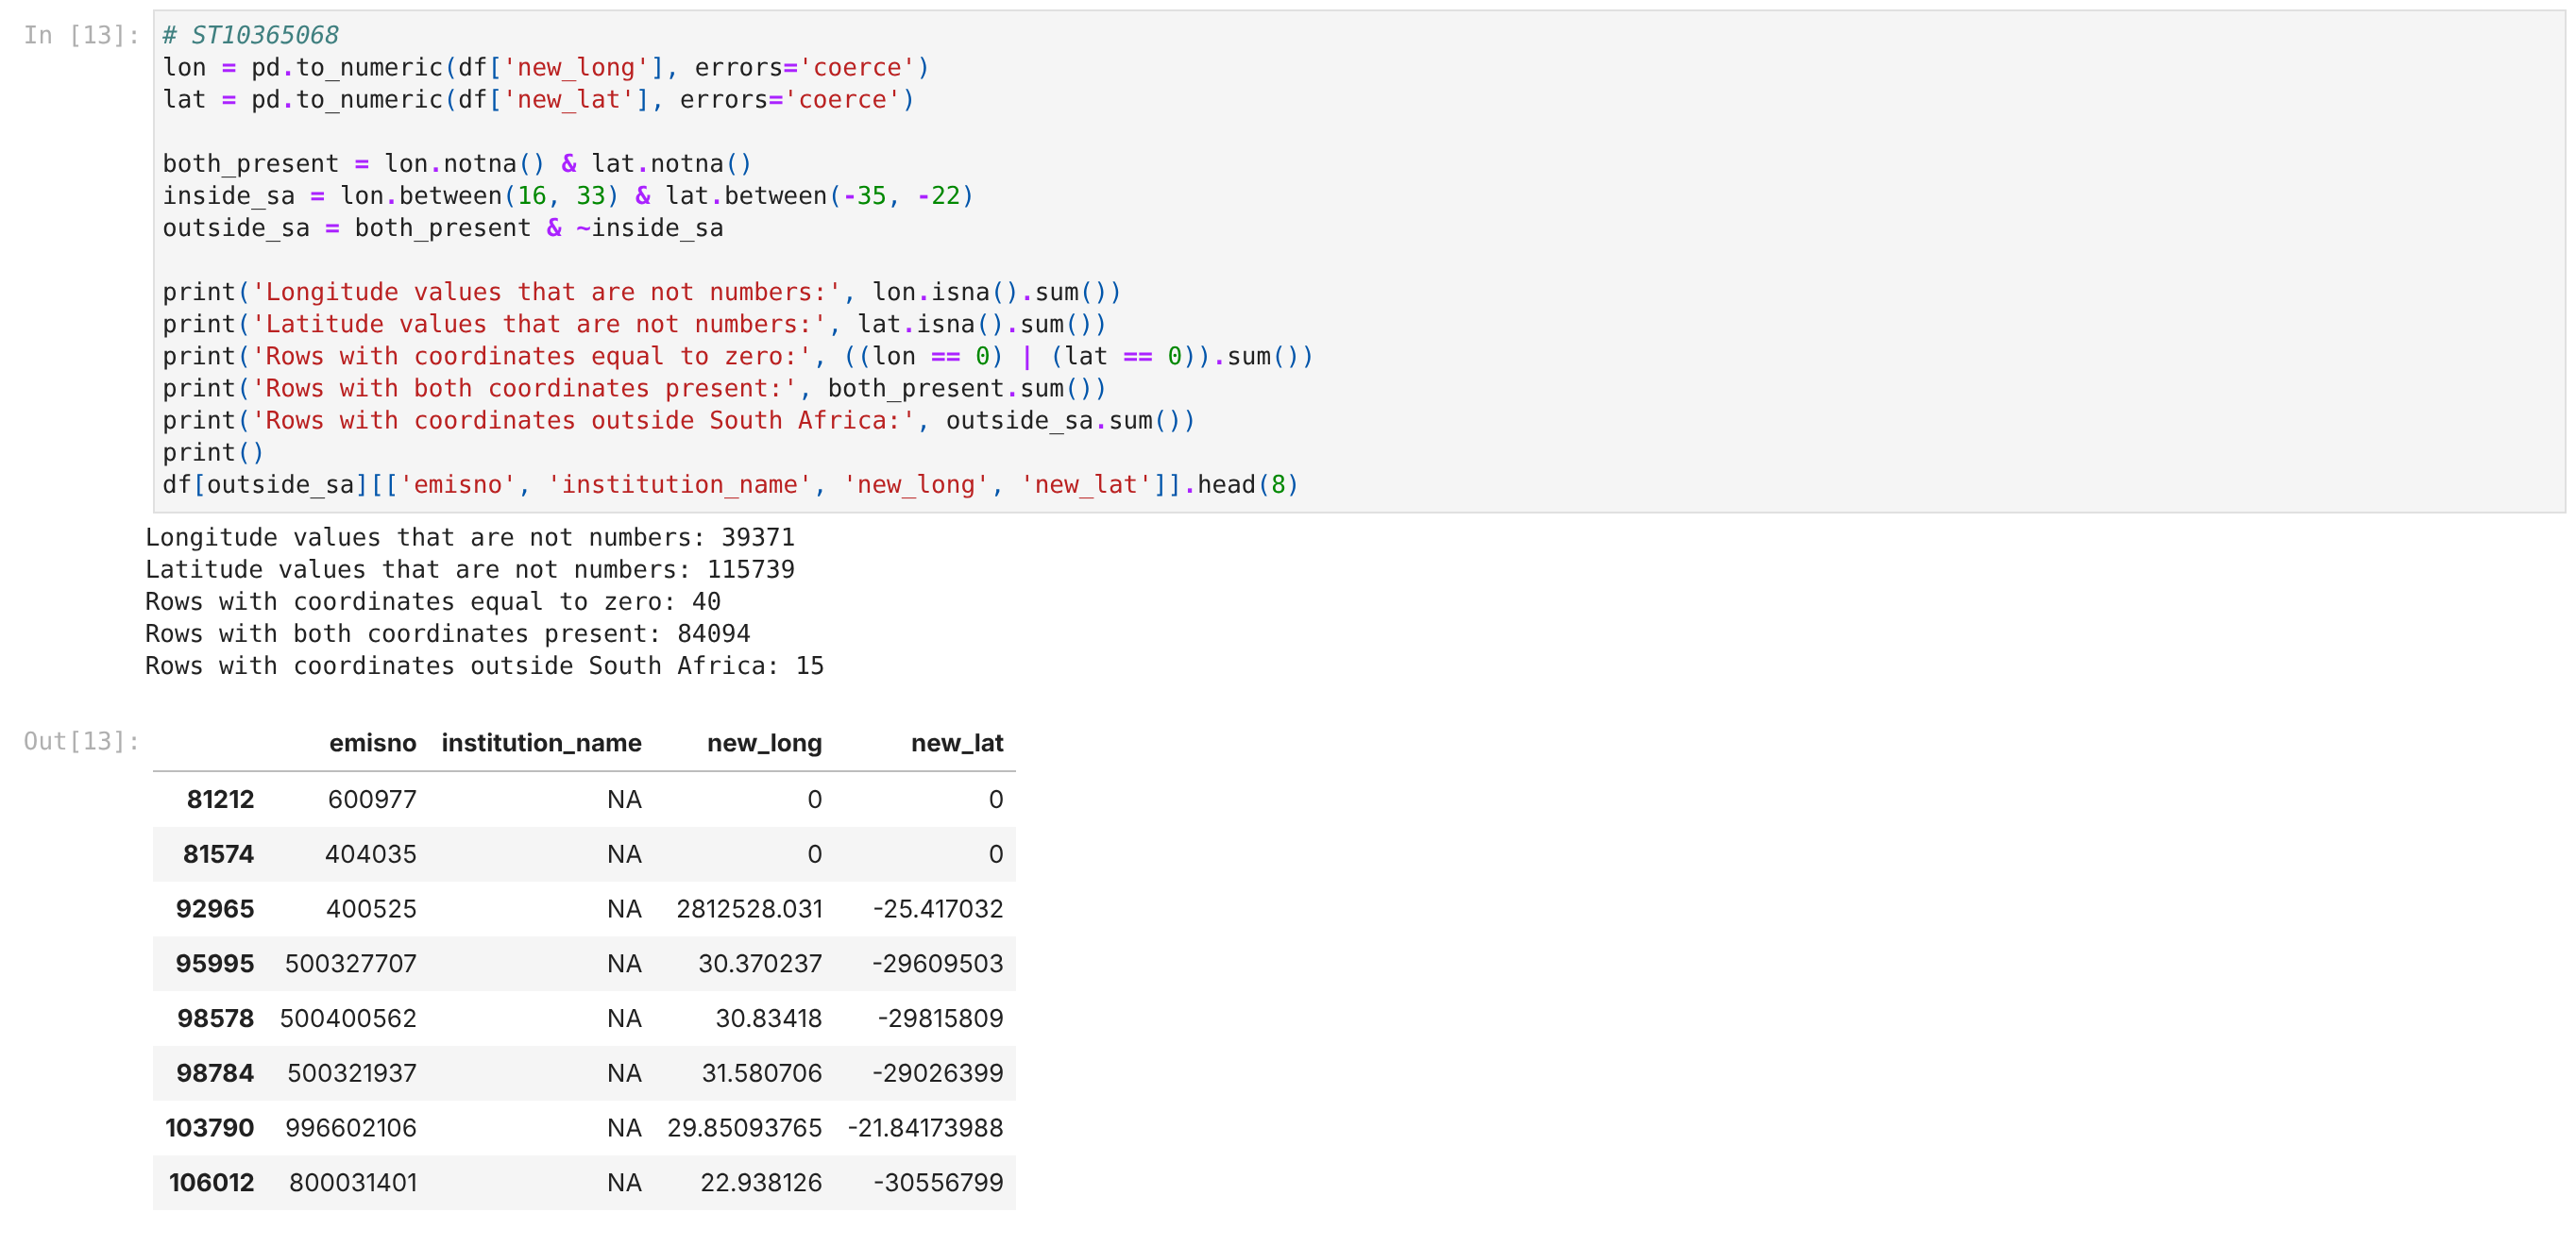 In [13]: # ST10365068
lon = pd.to_numeric(df['new_long'], errors='coerce')
lat = pd.to_numeric(df['new_lat'], errors='coerce')
both_present = lon.notna() & lat.notna()
inside_sa = lon.between(16, 33) & lat.between(-35, -22)
outside_sa = both_present & ~inside_sa
print('Longitude values that are not numbers:', lon.isna().sum())
print('Latitude values that are not numbers:', lat.isna().sum())
print('Rows with coordinates equal to zero:', ((lon == 0) | (lat == 0)).sum())
print('Rows with both coordinates present:', both_present.sum())
print('Rows with coordinates outside South Africa:', outside_sa.sum())
print()
df[outside_sa][['emisno', 'institution_name', 'new_long', 'new_lat']].head(8)
Longitude values that are not numbers: 39371
Latitude values that are not numbers: 115739
Rows with coordinates equal to zero: 40
Rows with both coordinates present: 84094
Rows with coordinates outside South Africa: 15
Out[13]: emisno institution_name new_long new_lat
81212 600977 NA 0 0
81574 404035 NA 0 0
92965 400525 NA 2812528.031 -25.417032
95995 500327707 NA 30.370237 -29609503
98578 500400562 NA 30.83418 -29815809
98784 500321937 NA 31.580706 -29026399
103790 996602106 NA 29.85093765 -21.84173988
106012 800031401 NA 22.938126 -30556799